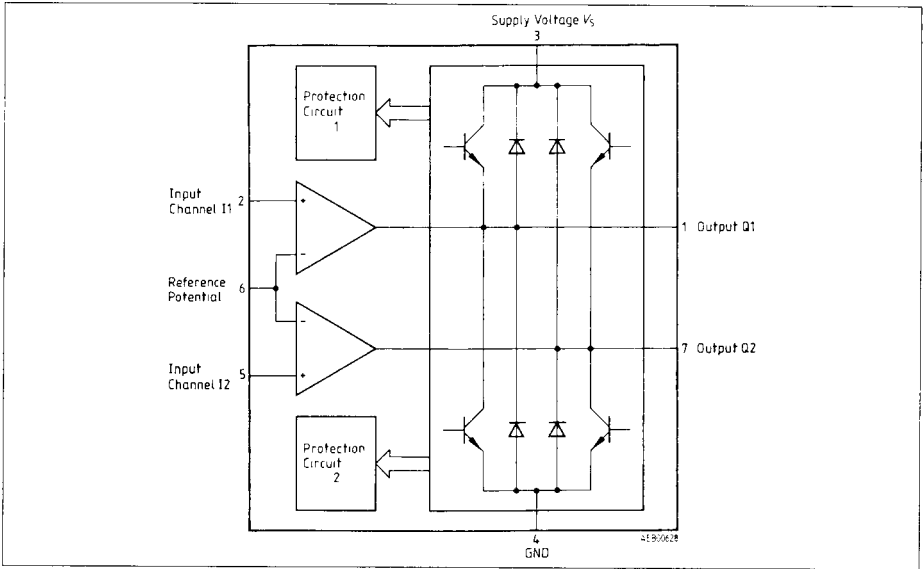 Supply Voltage Vs
3
Protection
Circuit
1
Input
Channel I1
2
+
−
1 Output Q1
Reference
Potential
6
−
+
7 Output Q2
Input
Channel I2
5
Protection
Circuit
2
4
GND
AEB00628